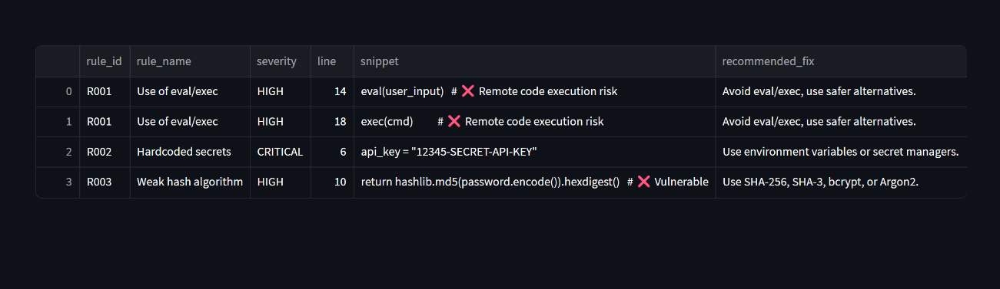 rule_id rule_name severity line snippet recommended_fix
0 R001 Use of eval/exec HIGH 14 eval(user_input) # ❌ Remote code execution risk Avoid eval/exec, use safer alternatives.
1 R001 Use of eval/exec HIGH 18 exec(cmd) # ❌ Remote code execution risk Avoid eval/exec, use safer alternatives.
2 R002 Hardcoded secrets CRITICAL 6 api_key = "12345-SECRET-API-KEY" Use environment variables or secret managers.
3 R003 Weak hash algorithm HIGH 10 return hashlib.md5(password.encode()).hexdigest() # ❌ Vulnerable Use SHA-256, SHA-3, bcrypt, or Argon2.